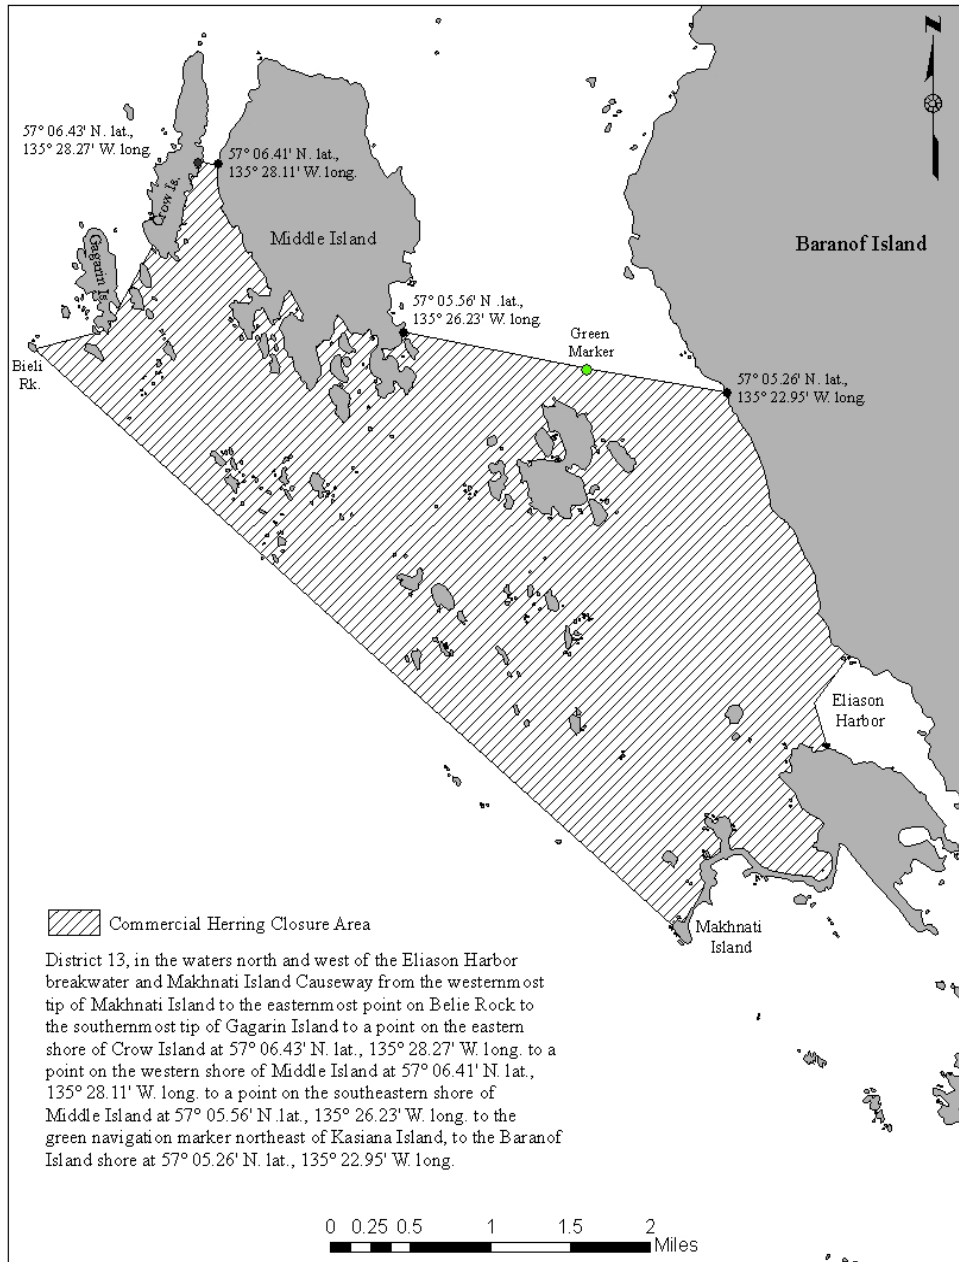 N
57° 06.43' N. lat.,
135° 28.27' W. long.
57° 06.41' N. lat.,
135° 28.11' W. long.
Crow Is.
Gagarin Is.
Middle Island
Baranof Island
57° 05.56' N .lat.,
135° 26.23' W. long.
Green
Marker
Bieli
Rk.
57° 05.26' N. lat.,
135° 22.95' W. long.
Eliason
Harbor
Makhnati
Island
Commercial Herring Closure Area
District 13, in the waters north and west of the Eliason Harbor
breakwater and Makhnati Island Causeway from the westernmost
tip of Makhnati Island to the easternmost point on Belie Rock to
the southernmost tip of Gagarin Island to a point on the eastern
shore of Crow Island at 57° 06.43' N. lat., 135° 28.27' W. long. to a
point on the western shore of Middle Island at 57° 06.41' N. lat.,
135° 28.11' W. long. to a point on the southeastern shore of
Middle Island at 57° 05.56' N .lat., 135° 26.23' W. long. to the
green navigation marker northeast of Kasiana Island, to the Baranof
Island shore at 57° 05.26' N. lat., 135° 22.95' W. long.
0 0.25 0.5 1 1.5 2
Miles